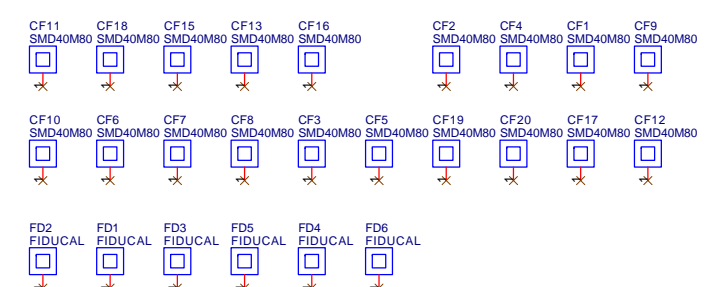 CF11 CF18 CF15 CF13 CF16 CF2 CF4 CF1 CF9
SMD40M80 SMD40M80 SMD40M80 SMD40M80 SMD40M80 SMD40M80 SMD40M80 SMD40M80 SMD40M80
CF10 CF6 CF7 CF8 CF3 CF5 CF19 CF20 CF17 CF12
SMD40M80 SMD40M80 SMD40M80 SMD40M80 SMD40M80 SMD40M80 SMD40M80 SMD40M80 SMD40M80 SMD40M80
FD2 FD1 FD3 FD5 FD4 FD6
FIDUCAL FIDUCAL FIDUCAL FIDUCAL FIDUCAL FIDUCAL